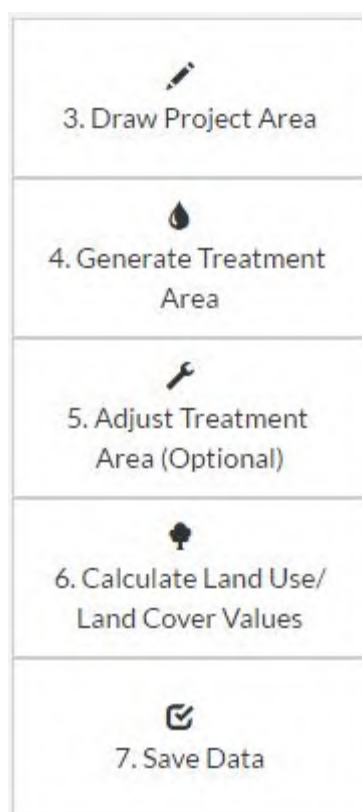 3. Draw Project Area
4. Generate Treatment
Area
5. Adjust Treatment
Area (Optional)
6. Calculate Land Use/
Land Cover Values
7. Save Data